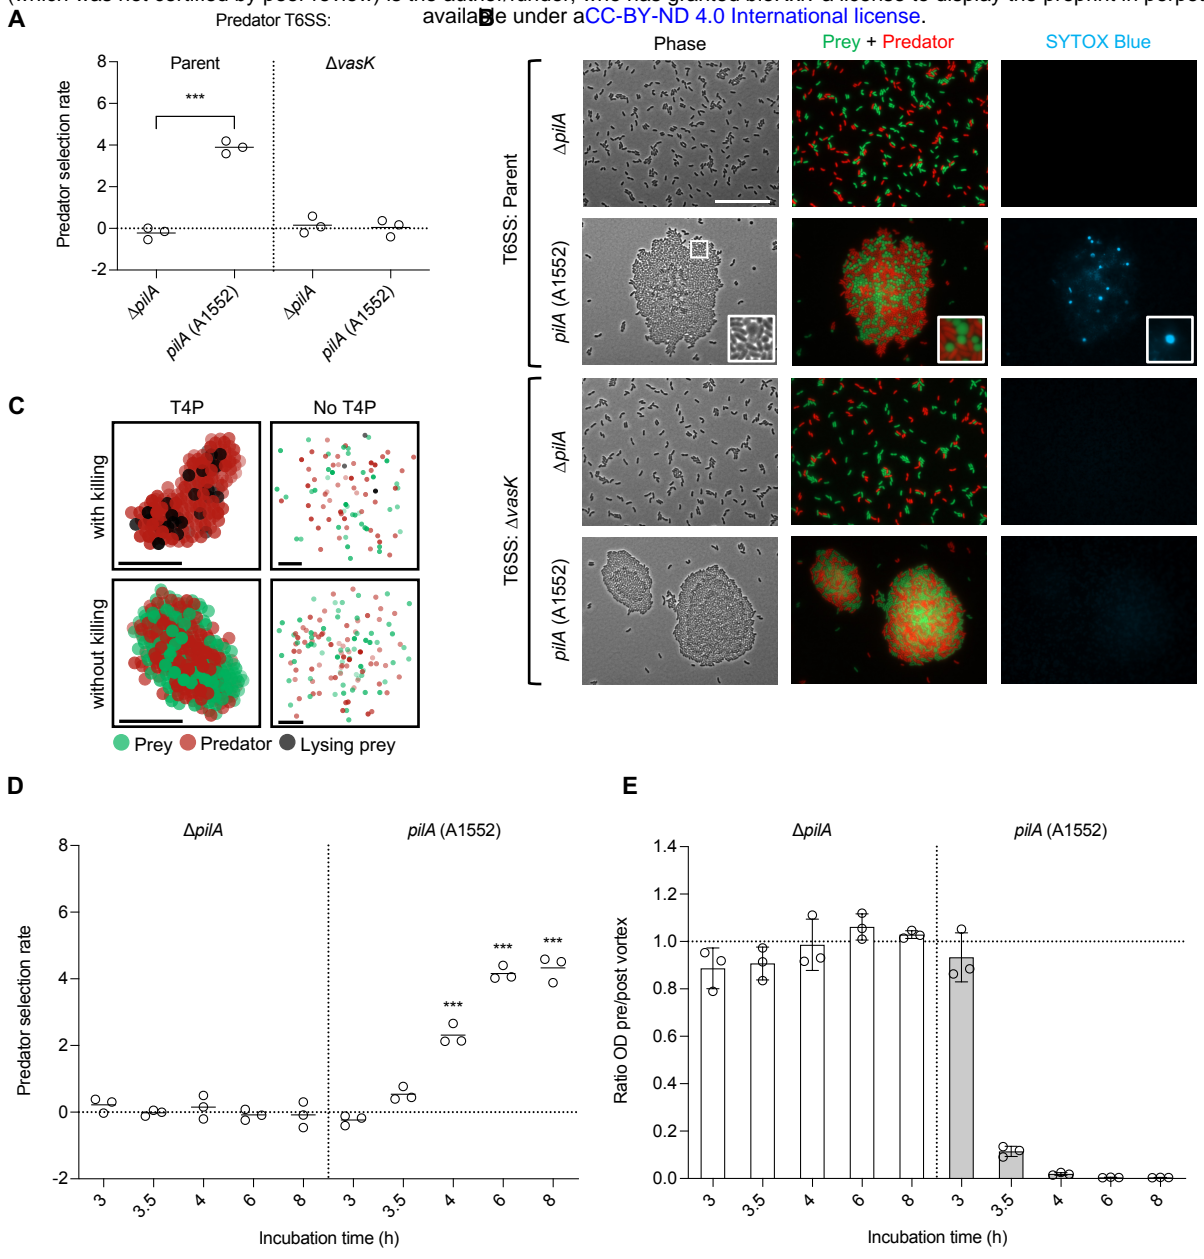 available under aCC-BY-ND 4.0 International license.
A
Predator T6SS:
Parent
ΔvasK
Predator selection rate
8
6
4
2
0
-2
***
ΔpilA
pilA (A1552)
ΔpilA
pilA (A1552)
B
Phase
Prey + Predator
SYTOX Blue
T6SS: Parent
ΔpilA
pilA (A1552)
T6SS: ΔvasK
ΔpilA
pilA (A1552)
C
T4P
No T4P
with killing
without killing
Prey
Predator
Lysing prey
D
ΔpilA
pilA (A1552)
Predator selection rate
8
6
4
2
0
-2
***
***
***
3
3.5
4
6
8
3
3.5
4
6
8
Incubation time (h)
E
ΔpilA
pilA (A1552)
Ratio OD pre/post vortex
1.4
1.2
1.0
0.8
0.6
0.4
0.2
0.0
3
3.5
4
6
8
3
3.5
4
6
8
Incubation time (h)